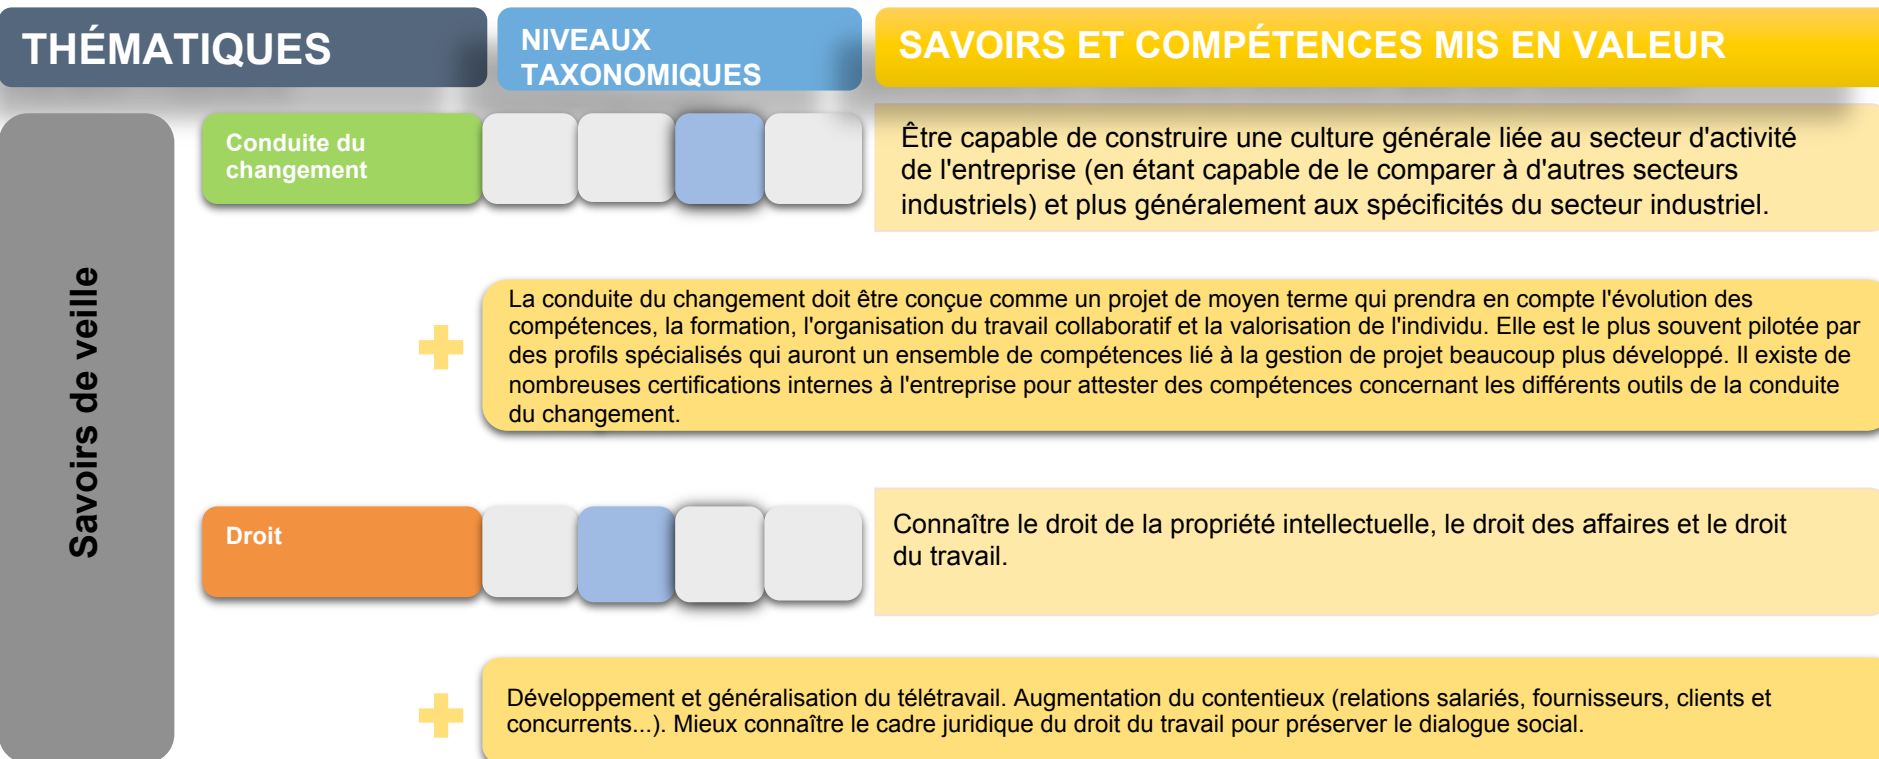 THÉMATIQUES
NIVEAUX
TAXONOMIQUES
SAVOIRS ET COMPÉTENCES MIS EN VALEUR
Savoirs de veille
Conduite du
changement
Être capable de construire une culture générale liée au secteur d'activité
de l'entreprise (en étant capable de le comparer à d'autres secteurs
industriels) et plus généralement aux spécificités du secteur industriel.
La conduite du changement doit être conçue comme un projet de moyen terme qui prendra en compte l'évolution des
compétences, la formation, l'organisation du travail collaboratif et la valorisation de l'individu. Elle est le plus souvent pilotée par
des profils spécialisés qui auront un ensemble de compétences lié à la gestion de projet beaucoup plus développé. Il existe de
nombreuses certifications internes à l'entreprise pour attester des compétences concernant les différents outils de la conduite
du changement.
Droit
Connaître le droit de la propriété intellectuelle, le droit des affaires et le droit
du travail.
Développement et généralisation du télétravail. Augmentation du contentieux (relations salariés, fournisseurs, clients et
concurrents...). Mieux connaître le cadre juridique du droit du travail pour préserver le dialogue social.